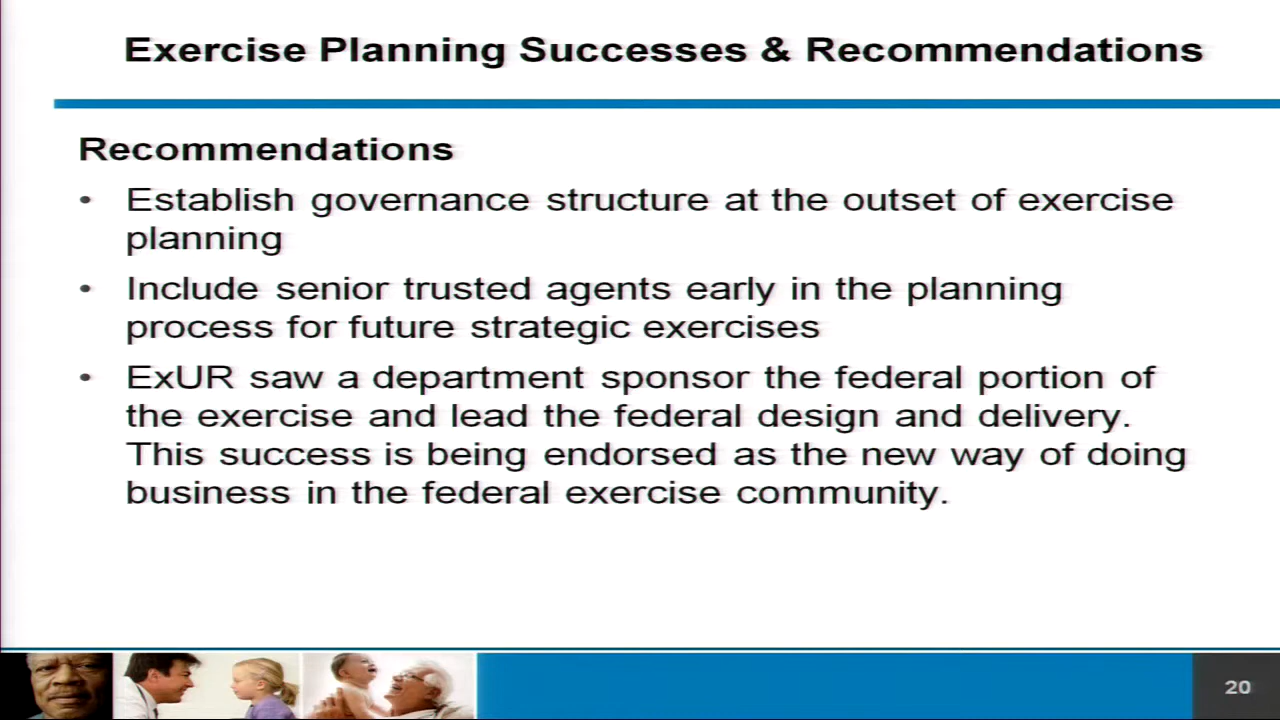 Exercise Planning Successes & Recommendations
Recommendations
• Establish governance structure at the outset of exercise
planning
• Include senior trusted agents early in the planning
process for future strategic exercises
• ExUR saw a department sponsor the federal portion of
the exercise and lead the federal design and delivery.
This success is being endorsed as the new way of doing
business in the federal exercise community.
20